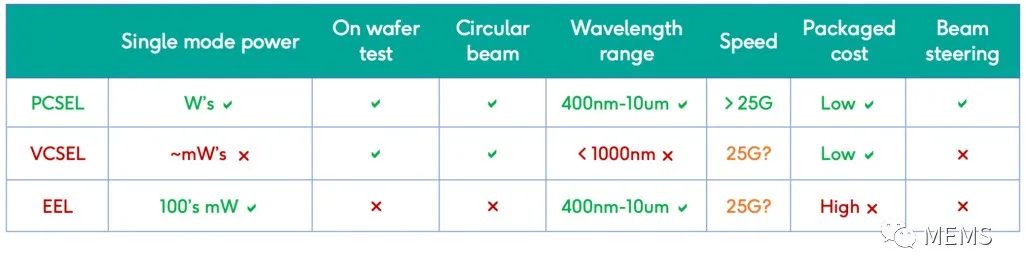 Single mode power On wafer test Circular beam Wavelength range Speed Packaged cost Beam steering
PCSEL W's ✓ ✓ ✓ 400nm-10um ✓ > 25G Low ✓ ✓
VCSEL ~mW's × ✓ ✓ < 1000nm × 25G? Low ✓ ×
EEL 100's mW ✓ × × 400nm-10um ✓ 25G? High × ×
MEMS